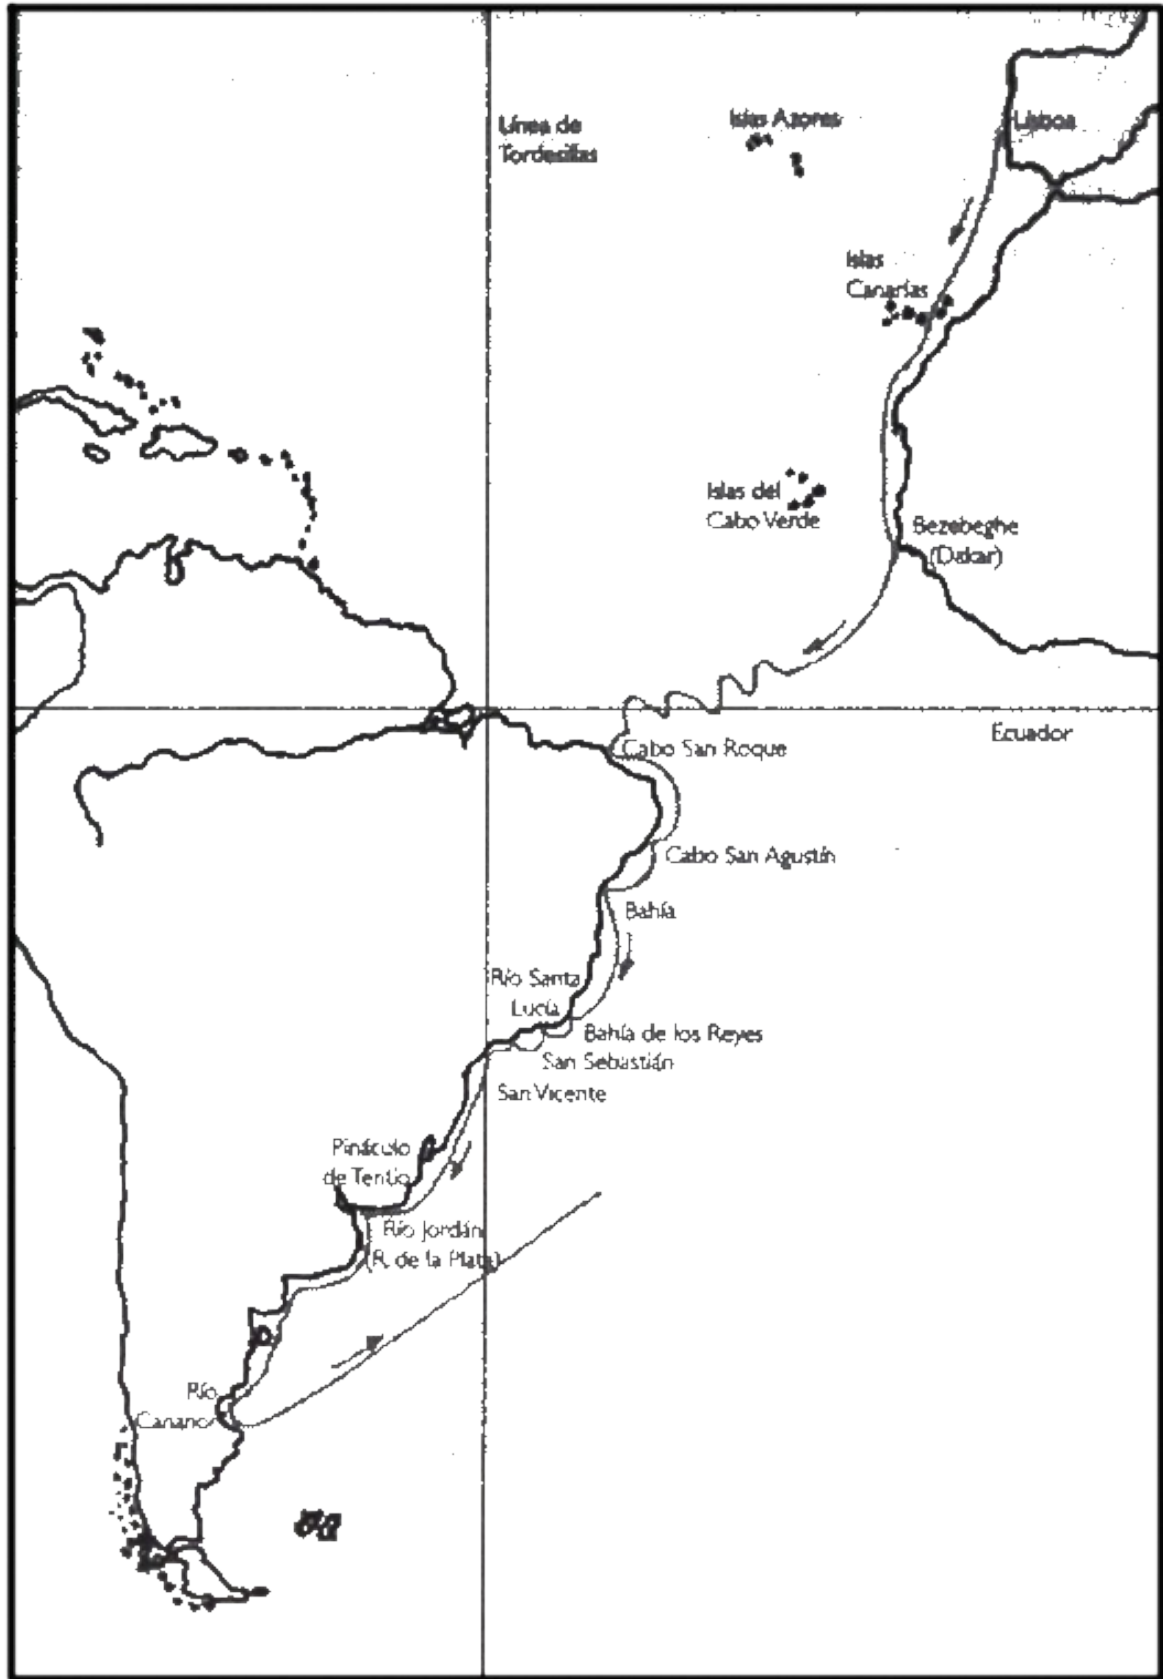 Línea de
Tordesillas
Islas Azores
Lisboa
Islas
Canarias
Islas del
Cabo Verde
Bezebeghe
(Dakar)
Ecuador
Cabo San Roque
Cabo San Agustín
Bahía
Río Santa
Lucía
Bahía de los Reyes
San Sebastián
San Vicente
Pináculo
de Tentio
Río Jordán
(R. de la Plata)
Río
Cananor